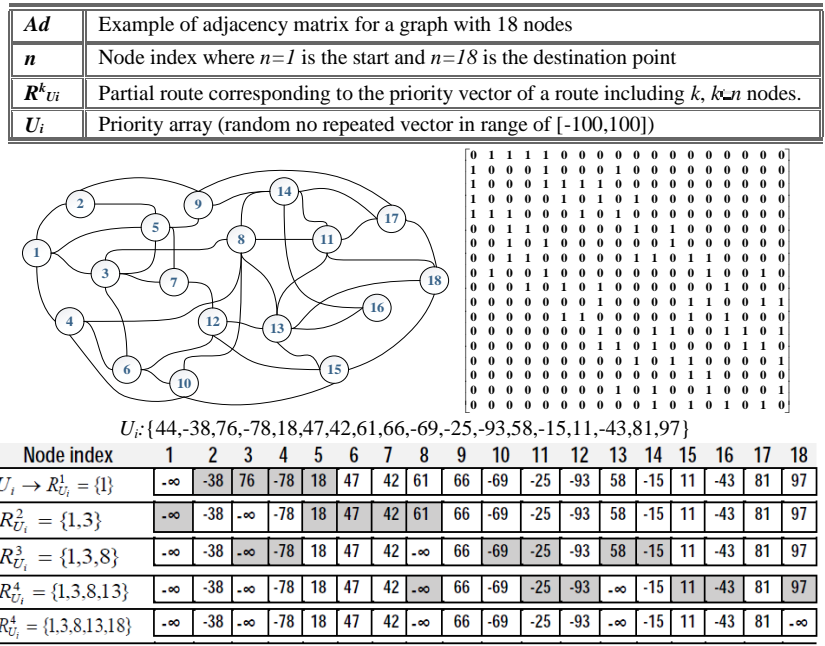 Ad Example of adjacency matrix for a graph with 18 nodes
n Node index where n=1 is the start and n=18 is the destination point
R^k_Ui Partial route corresponding to the priority vector of a route including k, n nodes.
U_i Priority array (random no repeated vector in range of [-100,100])
14
2
9
17
5
8
11
1
3
7
18
16
4
12
13
6
15
10
0 1 1 1 1 0 0 0 0 0 0 0 0 0 0 0 0 0
1 0 0 0 1 0 0 0 1 0 0 0 0 0 0 0 0 0
1 0 0 0 1 1 1 1 0 0 0 0 0 0 0 0 0 0
1 0 0 0 0 1 0 1 0 1 0 0 0 0 0 0 0 0
1 1 1 0 0 0 1 0 1 0 0 0 0 0 0 0 0 0
0 0 1 1 0 0 0 0 0 1 0 1 0 0 0 0 0 0
0 0 1 0 1 0 0 0 0 0 0 1 0 0 0 0 0 0
0 0 1 1 0 0 0 0 0 1 1 0 1 1 0 0 0 0
0 1 0 0 1 0 0 0 0 0 0 0 0 1 0 0 1 0
0 0 0 1 0 1 0 1 0 0 0 0 0 0 1 0 0 0
0 0 0 0 0 0 0 1 0 0 0 0 1 1 0 0 1 1
0 0 0 0 0 1 1 0 0 0 0 0 1 0 1 0 0 0
0 0 0 0 0 0 0 1 0 0 1 1 0 0 1 1 0 1
0 0 0 0 0 0 0 1 1 0 1 0 0 0 0 1 1 0
0 0 0 0 0 0 0 0 0 1 0 1 1 0 0 0 0 1
0 0 0 0 0 0 0 0 0 0 0 0 1 1 0 0 0 0
0 0 0 0 0 0 0 0 1 0 1 0 0 1 0 0 0 1
0 0 0 0 0 0 0 0 0 0 1 0 1 0 1 0 1 0
U_i:{44,-38,76,-78,18,47,42,61,66,-69,-25,-93,58,-15,11,-43,81,97}
Node index 1 2 3 4 5 6 7 8 9 10 11 12 13 14 15 16 17 18
U_i → R^1_Ui = {1} -∞ -38 76 -78 18 47 42 61 66 -69 -25 -93 58 -15 11 -43 81 97
R^2_Ui = {1,3} -∞ -38 -∞ -78 18 47 42 61 66 -69 -25 -93 58 -15 11 -43 81 97
R^3_Ui = {1,3,8} -∞ -38 -∞ -78 18 47 42 -∞ 66 -69 -25 -93 58 -15 11 -43 81 97
R^4_Ui = {1,3,8,13} -∞ -38 -∞ -78 18 47 42 -∞ 66 -69 -25 -93 -∞ -15 11 -43 81 97
R^4_Ui = {1,3,8,13,18} -∞ -38 -∞ -78 18 47 42 -∞ 66 -69 -25 -93 -∞ -15 11 -43 81 -∞